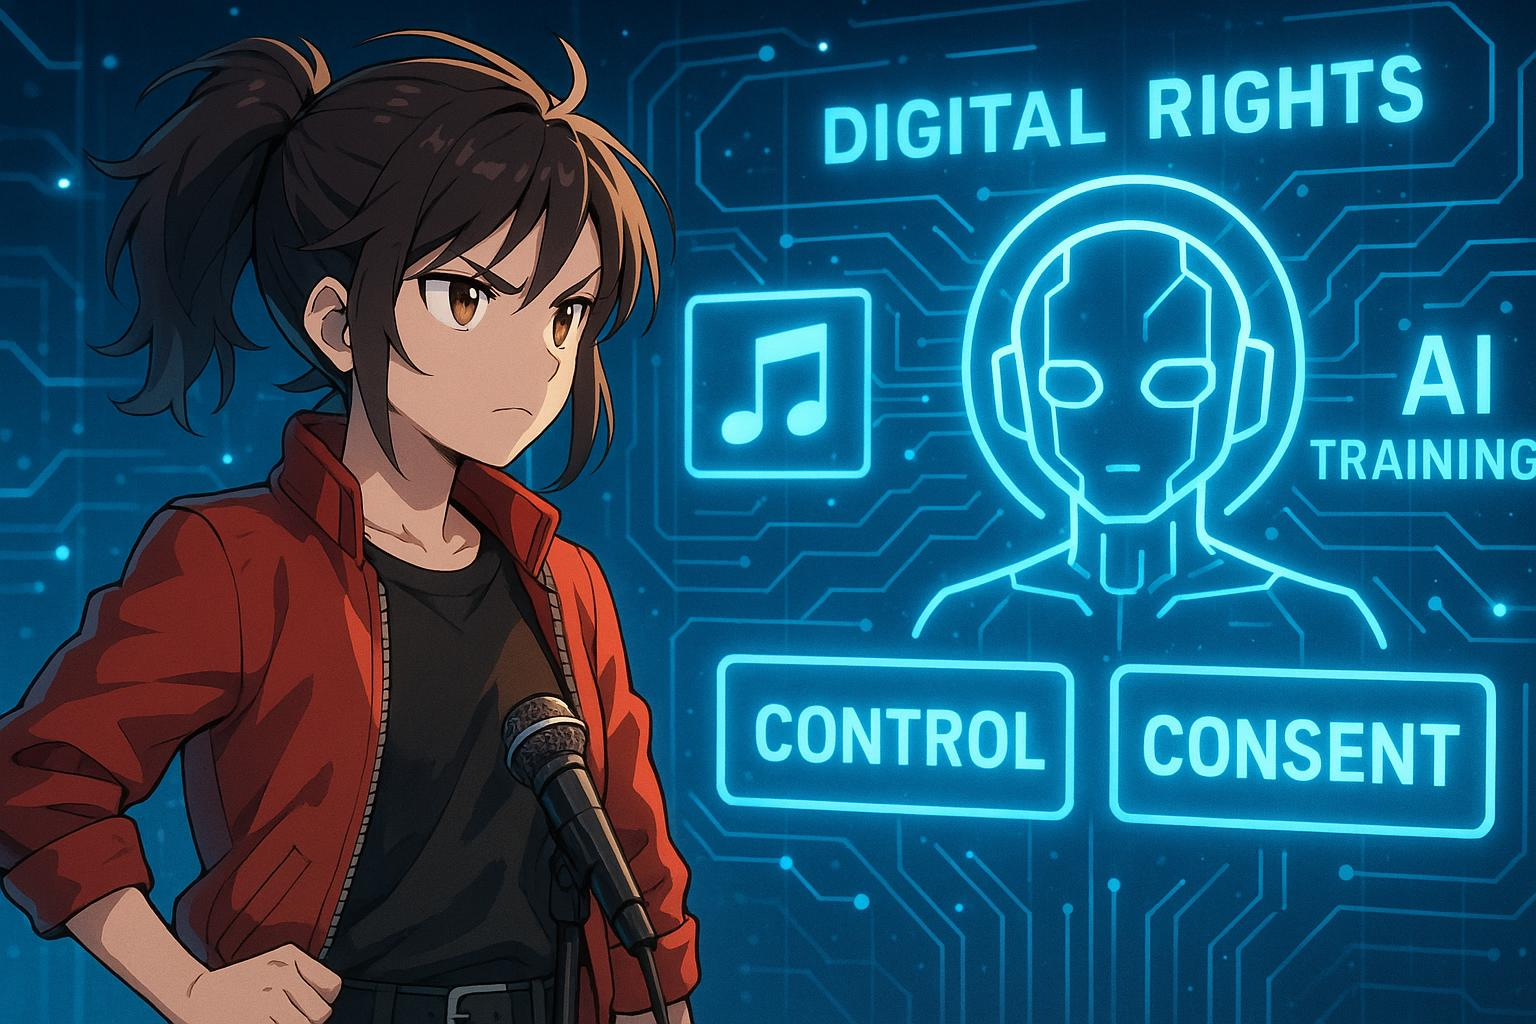 DIGITAL RIGHTS
AI
TRAINING
CONTROL
CONSENT